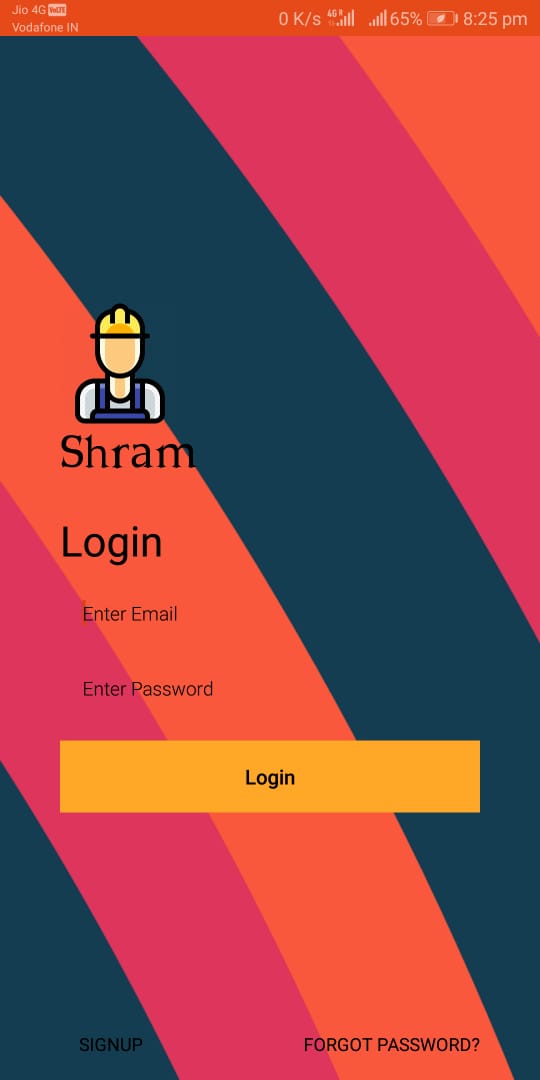 Jio 4G VoLTE
Vodafone IN
0 K/s 4G R 65% 8:25 pm
Shram
Login
Enter Email
Enter Password
Login
SIGNUP
FORGOT PASSWORD?